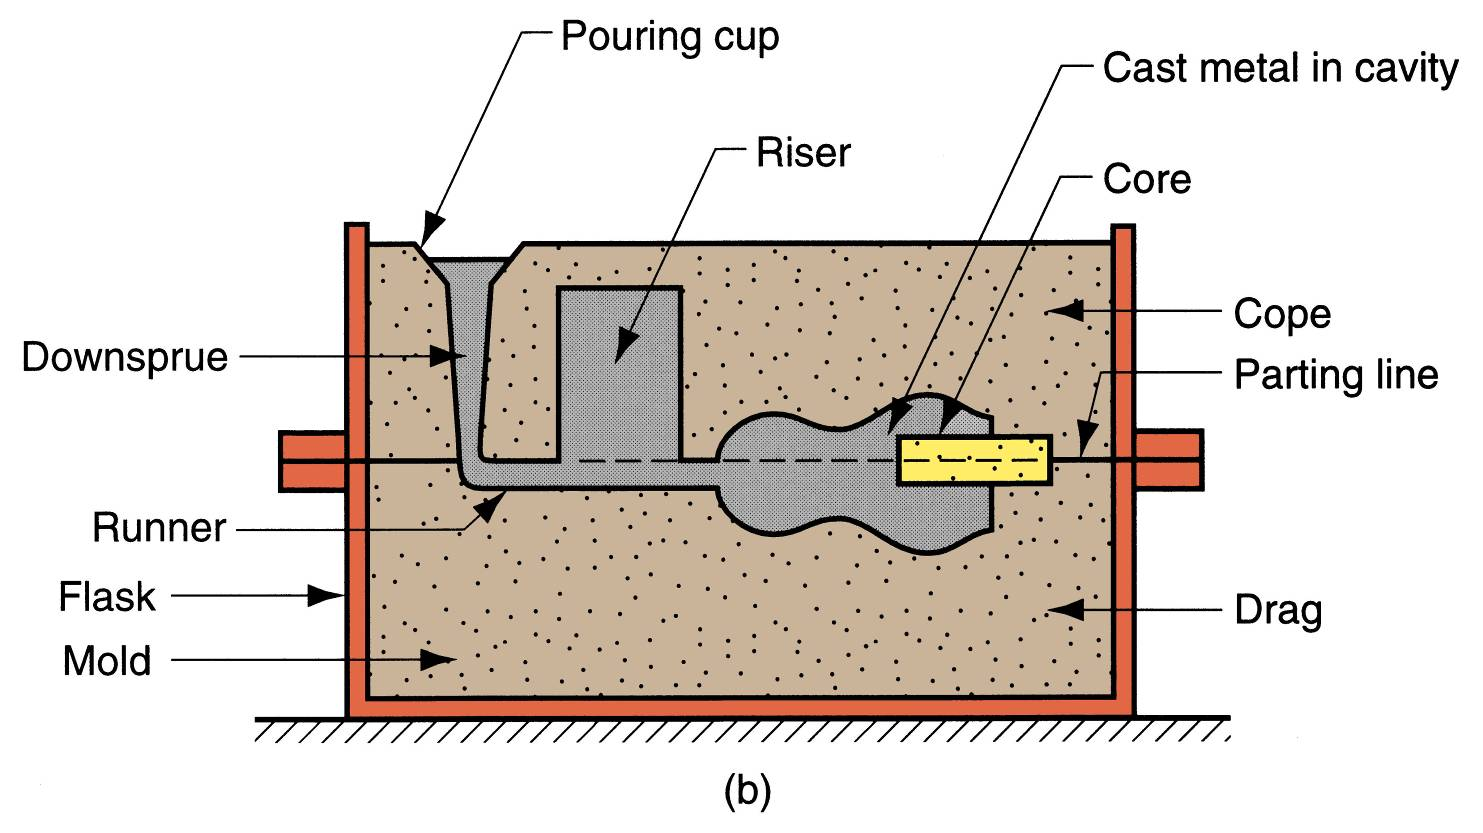 Pouring cup
Cast metal in cavity
Riser
Core
Cope
Downsprue
Parting line
Runner
Flask
Drag
Mold
(b)